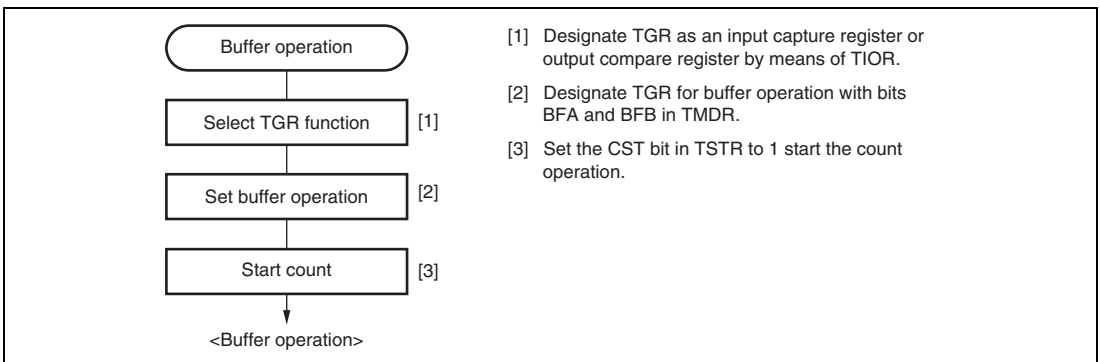 Buffer operation
Select TGR function
[1]
Set buffer operation
[2]
Start count
[3]
<Buffer operation>
[1] Designate TGR as an input capture register or
output compare register by means of TIOR.
[2] Designate TGR for buffer operation with bits
BFA and BFB in TMDR.
[3] Set the CST bit in TSTR to 1 start the count
operation.